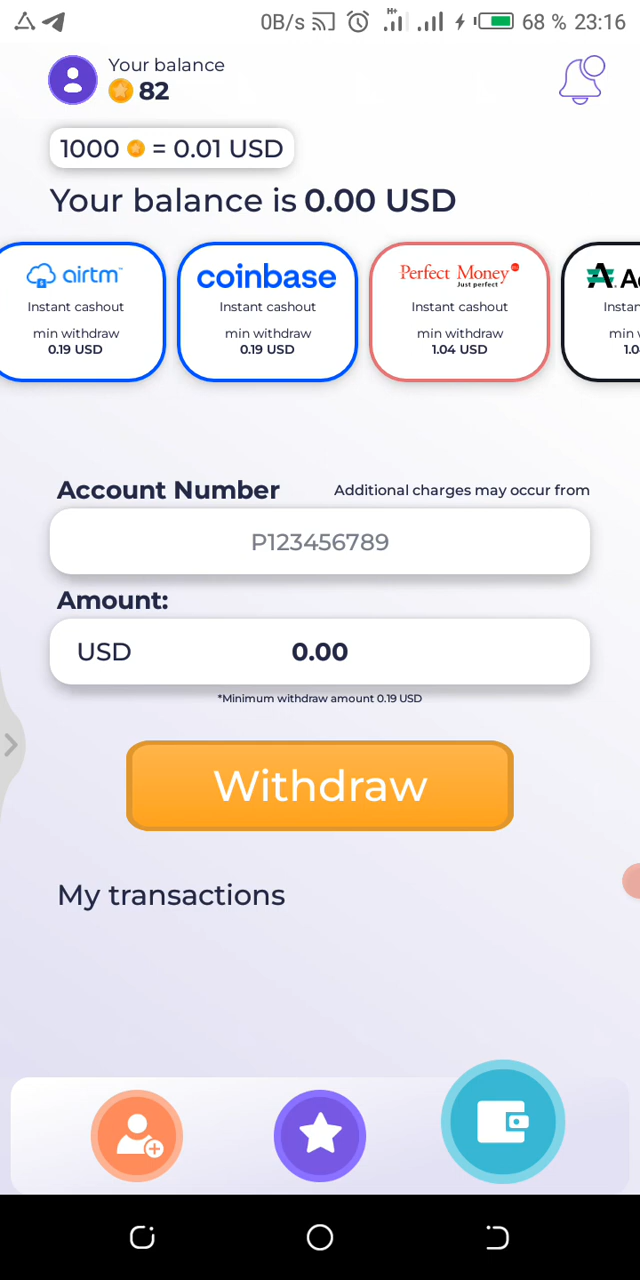 0B/s H+ 68 % 23:16
Your balance
82
1000 = 0.01 USD
Your balance is 0.00 USD
airtm
Instant cashout
min withdraw
0.19 USD
coinbase
Instant cashout
min withdraw
0.19 USD
Perfect Money
Just perfect
Instant cashout
min withdraw
1.04 USD
Account Number Additional charges may occur from
P123456789
Amount:
USD 0.00
*Minimum withdraw amount 0.19 USD
Withdraw
My transactions